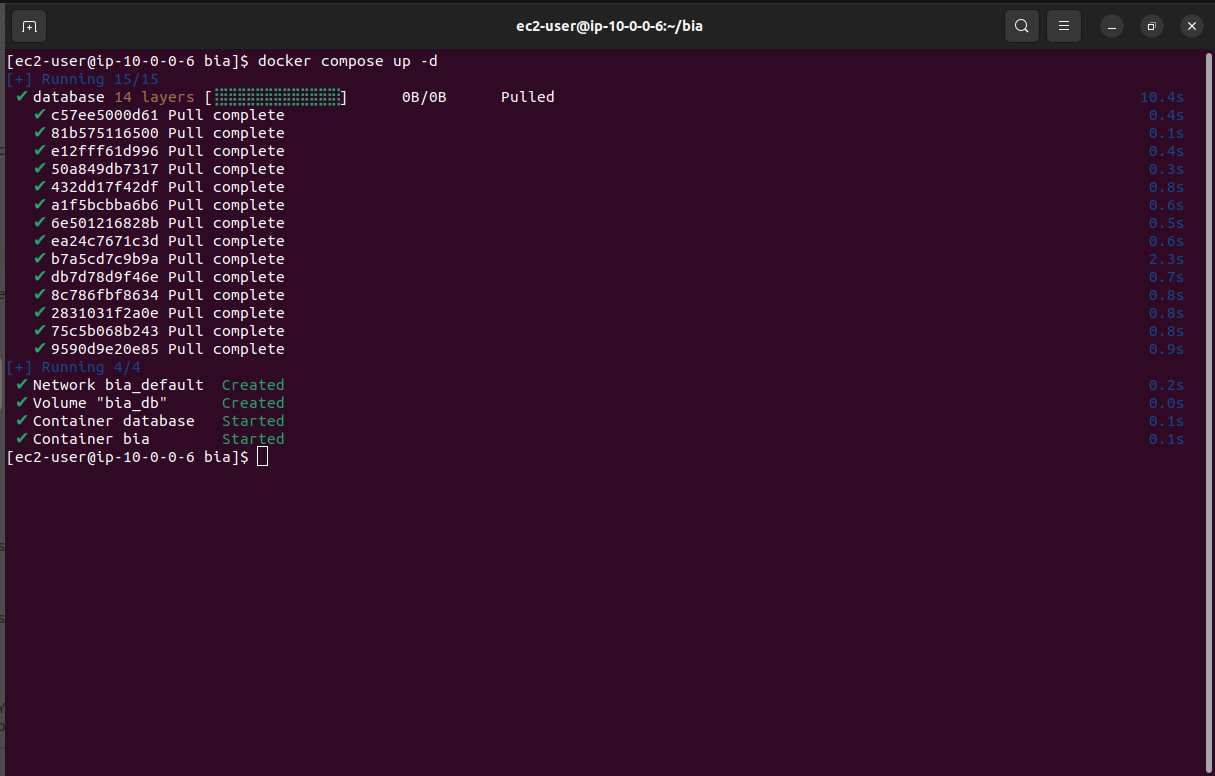 ec2-user@ip-10-0-0-6:~/bia
[ec2-user@ip-10-0-0-6 bia]$ docker compose up -d
[+] Running 15/15
✔ database 14 layers [⣿⣿⣿⣿⣿⣿⣿⣿⣿⣿⣿⣿⣿⣿] 0B/0B Pulled 10.4s
✔ c57ee5000d61 Pull complete 0.4s
✔ 81b575116500 Pull complete 0.1s
✔ e12fff61d996 Pull complete 0.4s
✔ 50a849db7317 Pull complete 0.3s
✔ 432dd17f42df Pull complete 0.8s
✔ a1f5bcbba6b6 Pull complete 0.6s
✔ 6e501216828b Pull complete 0.5s
✔ ea24c7671c3d Pull complete 0.6s
✔ b7a5cd7c9b9a Pull complete 2.3s
✔ db7d78d9f46e Pull complete 0.7s
✔ 8c786fbf8634 Pull complete 0.8s
✔ 2831031f2a0e Pull complete 0.8s
✔ 75c5b068b243 Pull complete 0.8s
✔ 9590d9e20e85 Pull complete 0.9s
[+] Running 4/4
✔ Network bia_default Created 0.2s
✔ Volume "bia_db" Created 0.0s
✔ Container database Started 0.1s
✔ Container bia Started 0.1s
[ec2-user@ip-10-0-0-6 bia]$